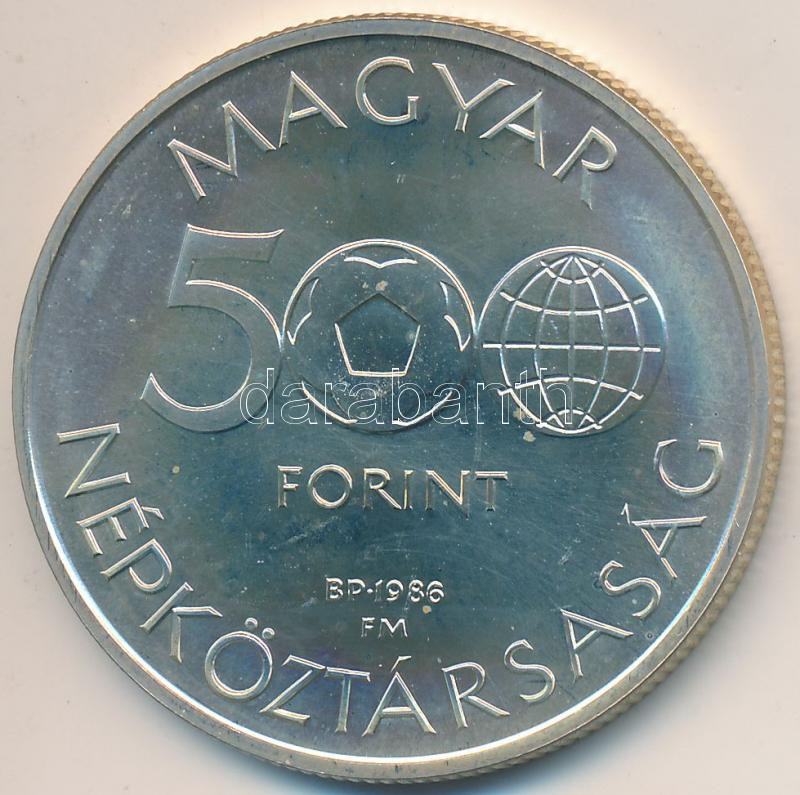 MAGYAR
500
darabanth
FORINT
BP·1986
FM
NÉPKÖZTÁRSASÁG